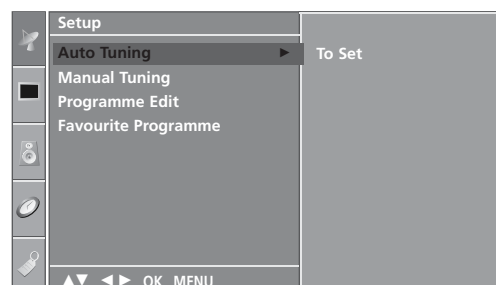 Setup
Auto Tuning ► To Set
Manual Tuning
Programme Edit
Favourite Programme
▲▼ ◄► OK MENU